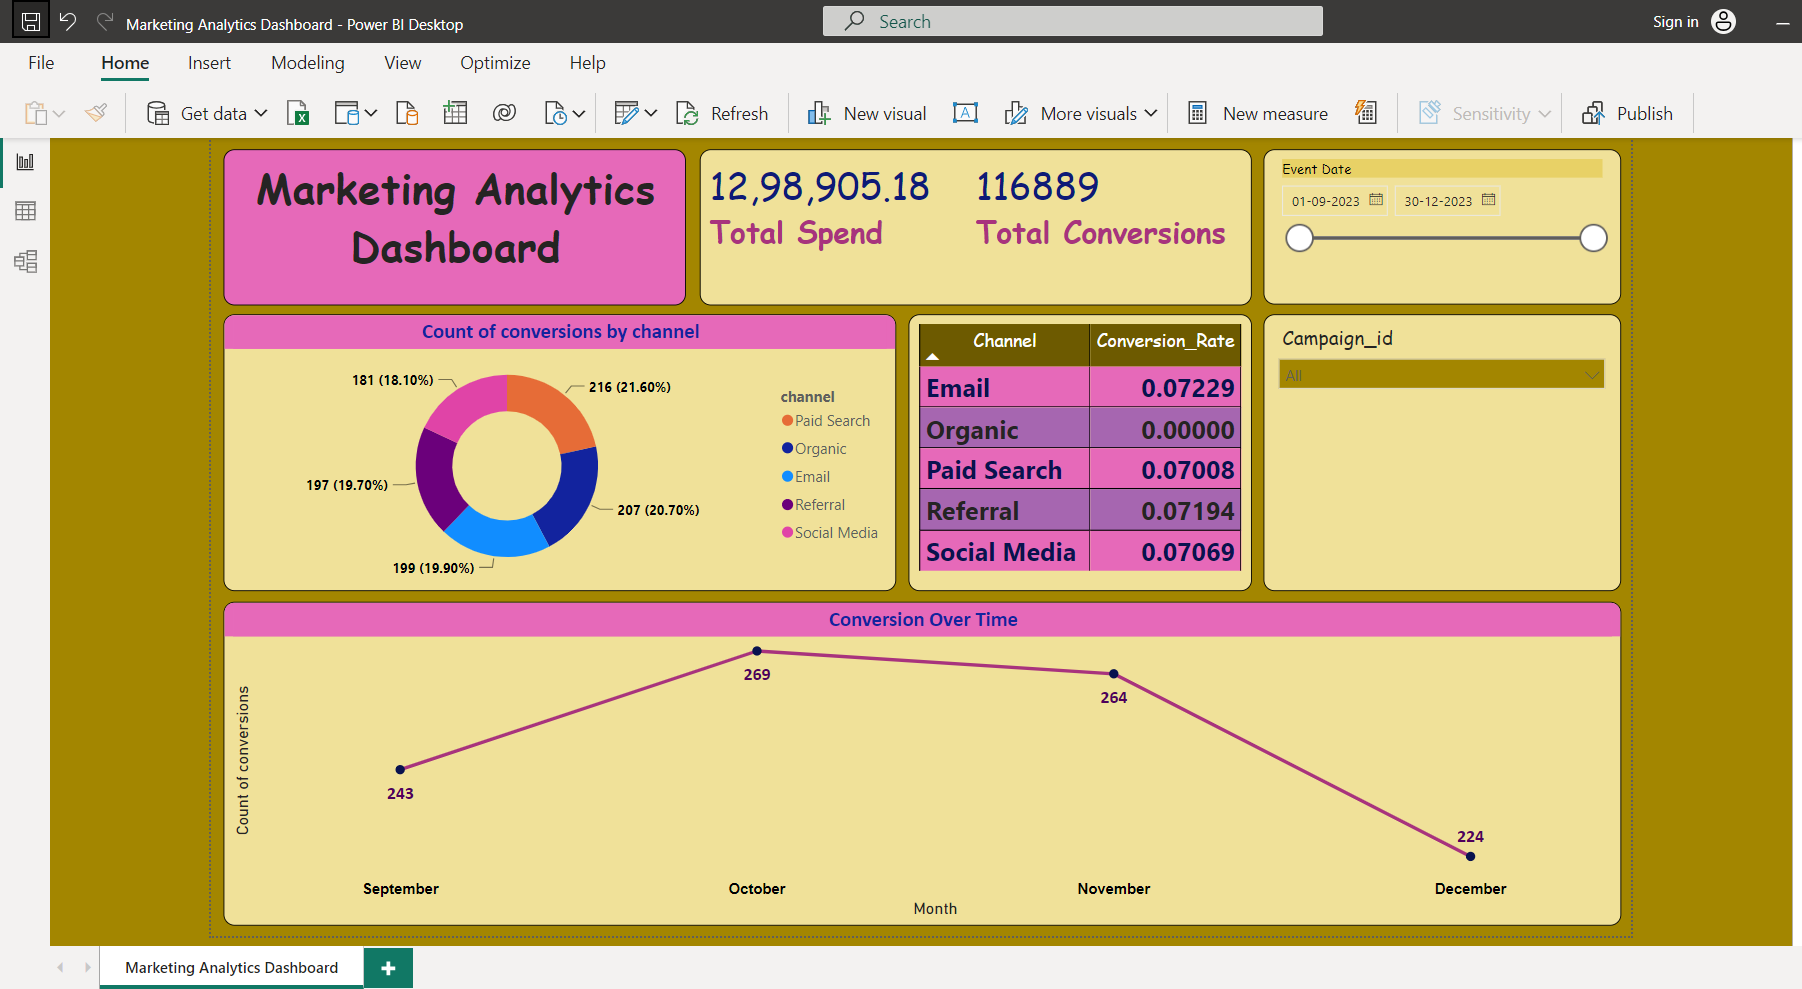 Marketing Analytics Dashboard - Power BI Desktop
Search
Sign in
File Home Insert Modeling View Optimize Help
Get data Refresh New visual A More visuals New measure Sensitivity Publish
Marketing Analytics
Dashboard
12,98,905.18
Total Spend
116889
Total Conversions
Event Date
01-09-2023 30-12-2023
Count of conversions by channel
181 (18.10%)
216 (21.60%)
197 (19.70%)
207 (20.70%)
199 (19.90%)
channel
Paid Search
Organic
Email
Referral
Social Media
Channel Conversion_Rate
Email 0.07229
Organic 0.00000
Paid Search 0.07008
Referral 0.07194
Social Media 0.07069
Campaign_id
All
Conversion Over Time
Count of conversions
243
269
264
224
September October November December
Month
Marketing Analytics Dashboard